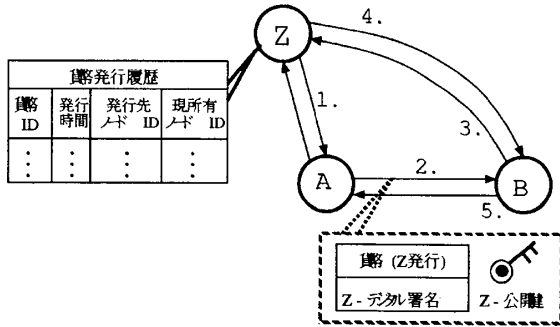 Z
4.
賄賂発行履歴
賄賂
ID
発行
時間
発行先
ノード ID
現所有
ノード ID
1.
3.
A
2.
B
5.
賄賂 (Z発行)
Z - デジタル署名
Z - 公開鍵